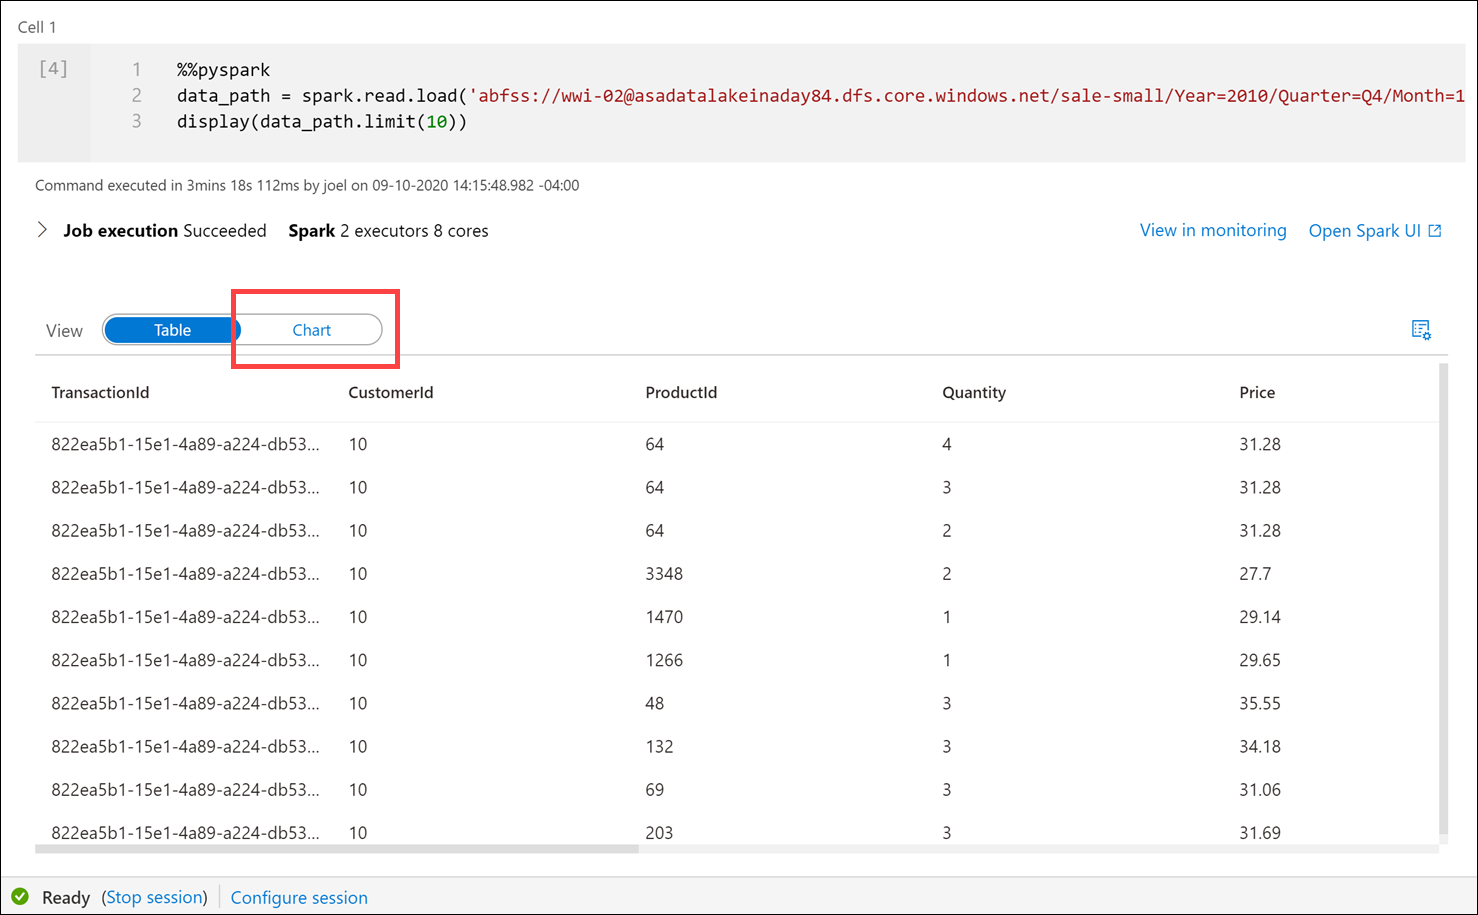 Cell 1
[4]
1 %%pyspark
2 data_path = spark.read.load('abfss://wwi-02@asadatalakeinaday84.dfs.core.windows.net/sale-small/Year=2010/Quarter=Q4/Month=1
3 display(data_path.limit(10))
Command executed in 3mins 18s 112ms by joel on 09-10-2020 14:15:48.982 -04:00
Job execution Succeeded Spark 2 executors 8 cores View in monitoring Open Spark UI
View Table Chart
TransactionId CustomerId ProductId Quantity Price
822ea5b1-15e1-4a89-a224-db53... 10 64 4 31.28
822ea5b1-15e1-4a89-a224-db53... 10 64 3 31.28
822ea5b1-15e1-4a89-a224-db53... 10 64 2 31.28
822ea5b1-15e1-4a89-a224-db53... 10 3348 2 27.7
822ea5b1-15e1-4a89-a224-db53... 10 1470 1 29.14
822ea5b1-15e1-4a89-a224-db53... 10 1266 1 29.65
822ea5b1-15e1-4a89-a224-db53... 10 48 3 35.55
822ea5b1-15e1-4a89-a224-db53... 10 132 3 34.18
822ea5b1-15e1-4a89-a224-db53... 10 69 3 31.06
822ea5b1-15e1-4a89-a224-db53... 10 203 3 31.69
Ready (Stop session) Configure session